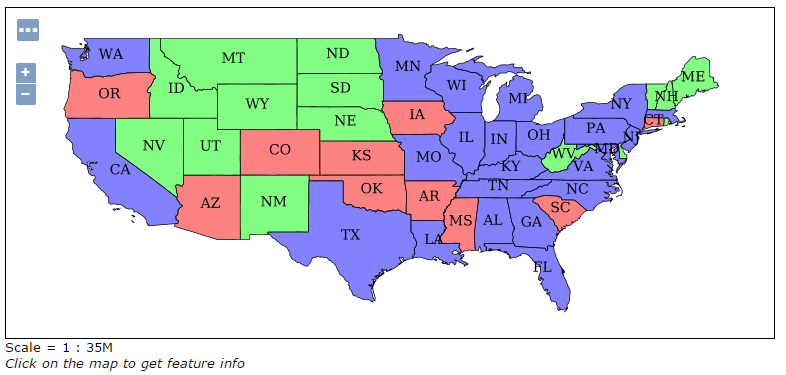 ...
+
−
WA
MT
ND
MN
ME
OR
ID
SD
WI
MI
NH
WY
NY
NE
IA
CT
PA
NJ
NV
UT
CO
KS
MO
IL
IN
OH
MD
WV
VA
CA
KY
AZ
NM
OK
AR
TN
NC
TX
LA
MS
AL
GA
SC
FL
Scale = 1 : 35M
Click on the map to get feature info